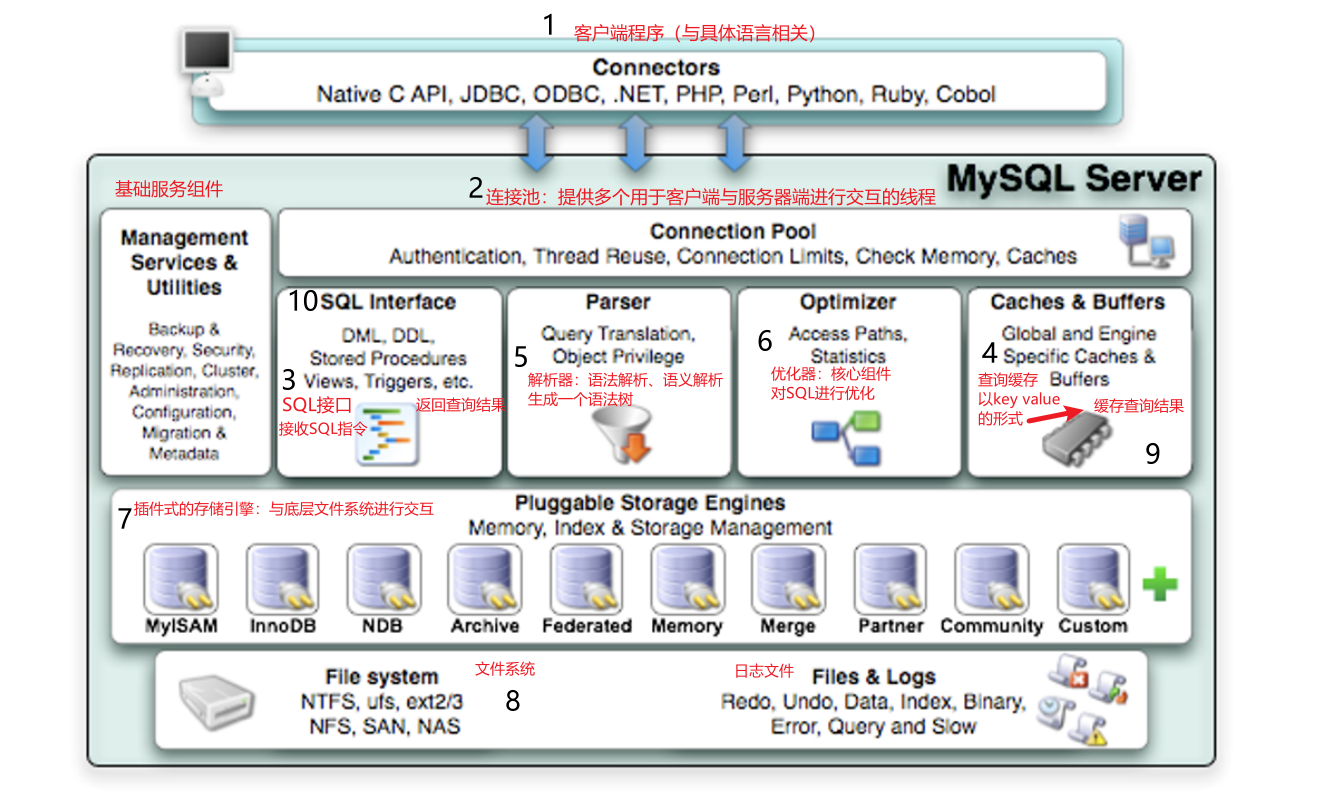 1 客户端程序（与具体语言相关）
Connectors
Native C API, JDBC, ODBC, .NET, PHP, Perl, Python, Ruby, Cobol
MySQL Server
基础服务组件
2 连接池：提供多个用于客户端与服务器端进行交互的线程
Management
Services &
Utilities
Backup &
Recovery, Security,
Replication, Cluster,
Administration,
Configuration,
Migration &
Metadata
Connection Pool
Authentication, Thread Reuse, Connection Limits, Check Memory, Caches
10 SQL Interface
DML, DDL,
Stored Procedures
Views, Triggers, etc.
3
SQL接口
返回查询结果
接收SQL指令
Parser
Query Translation,
Object Privilege
5
解析器：语法解析、语义解析
生成一个语法树
Optimizer
Access Paths,
Statistics
6
优化器：核心组件
对SQL进行优化
Caches & Buffers
Global and Engine
Specific Caches &
Buffers
4
查询缓存
以key value
的形式
缓存查询结果
9
Pluggable Storage Engines
7 插件式的存储引擎：与底层文件系统进行交互
Memory, Index & Storage Management
MyISAM InnoDB NDB Archive Federated Memory Merge Partner Community Custom
File system
文件系统
NTFS, ufs, ext2/3
NFS, SAN, NAS
8
日志文件
Files & Logs
Redo, Undo, Data, Index, Binary,
Error, Query and Slow